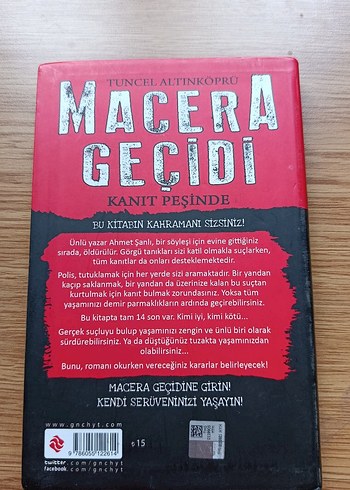 TUNCEL ALTINKÖPRÜ
MACERA
GEÇİDİ
KANIT PEŞİNDE
BU KİTABIN KAHRAMANI SİZSİNİZ!
Ünlü yazar Ahmet Şanlı, bir söyleşi için evine gittiğiniz
sırada, öldürülür. Görgü tanıkları sizi katil olmakla suçlarken,
tüm kanıtlar da onları desteklemektedir.
Polis, tutuklamak için her yerde sizi aramaktadır. Bir yandan
kaçıp saklanmak, bir yandan da üzerinize kalan bu suçtan
kurtulmak için kanıt bulmak zorundasınız. Yoksa tüm
yaşamınızı demir parmaklıkların ardında geçirebilirsiniz.
Bu kitapta tam 14 son var. Kimi iyi, kimi kötü...
Gerçek suçluyu bulup yaşamınızı zengin ve ünlü biri olarak
sürdürebilirsiniz. Ya da düştüğünüz tuzakta yaşamınızdan
olabilirsiniz...
Bunu, romanı okurken vereceğiniz kararlar belirleyecek!
MACERA GEÇİDİNE GİRİN!
KENDİ SERÜVENİNİZİ YAŞAYIN!
www.gnchyt.com
9 786055 122614
twitter.com/gnchyt
facebook.com/gnchyt
₺15